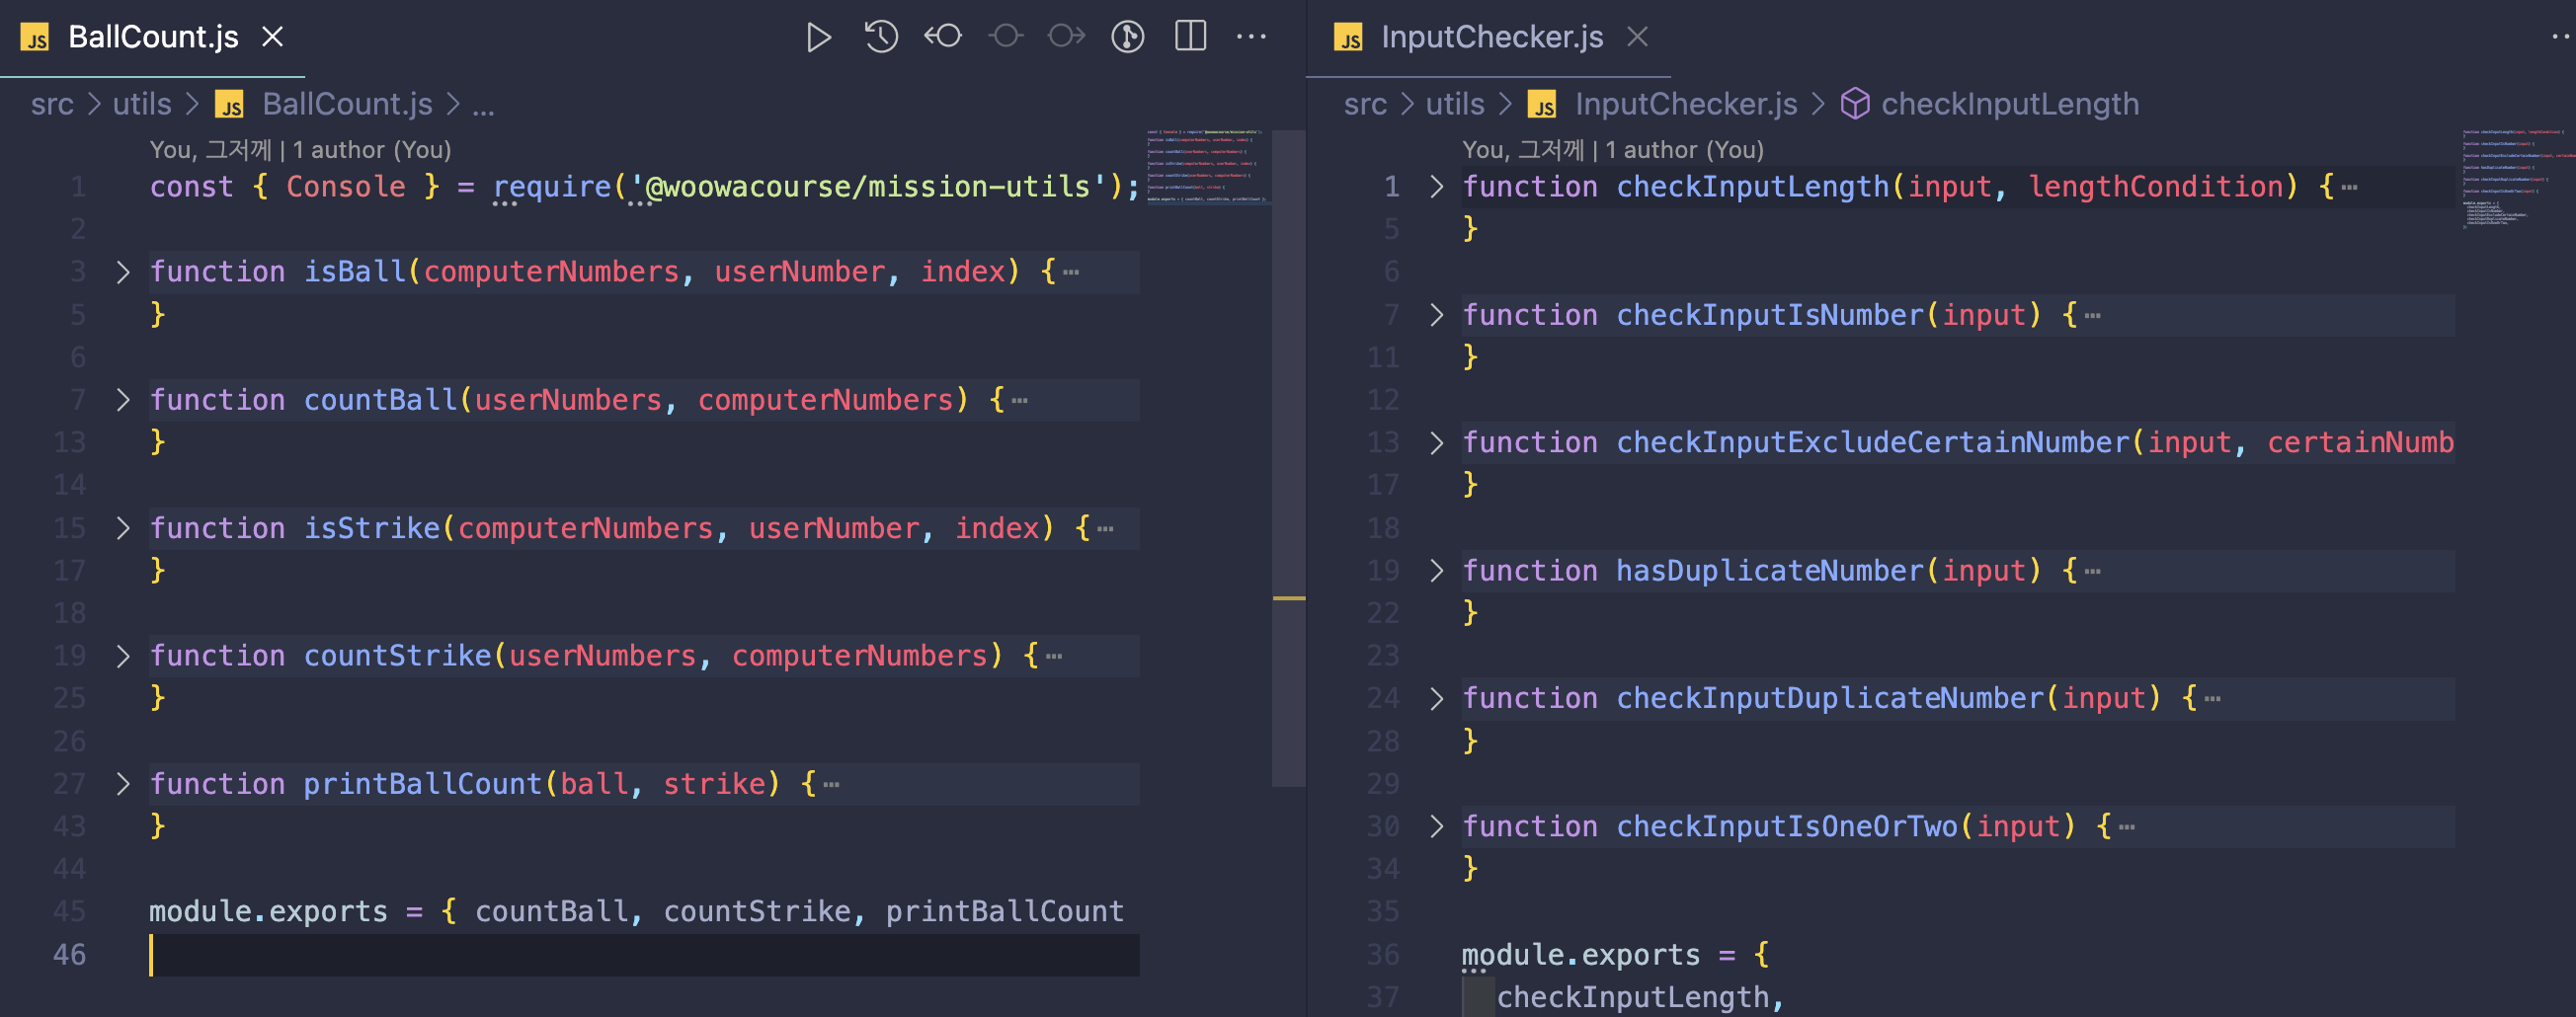 JS BallCount.js
src > utils > JS BallCount.js > ...
You, 그저께 | 1 author (You)
1 const { Console } = require('@woowacourse/mission-utils');
2
3 function isBall(computerNumbers, userNumber, index) {…
5 }
6
7 function countBall(userNumbers, computerNumbers) {…
13 }
14
15 function isStrike(computerNumbers, userNumber, index) {…
17 }
18
19 function countStrike(userNumbers, computerNumbers) {…
25 }
26
27 function printBallCount(ball, strike) {…
43 }
44
45 module.exports = { countBall, countStrike, printBallCount
46
JS InputChecker.js
src > utils > JS InputChecker.js > checkInputLength
You, 그저께 | 1 author (You)
1 function checkInputLength(input, lengthCondition) {…
5 }
6
7 function checkInputIsNumber(input) {…
11 }
12
13 function checkInputExcludeCertainNumber(input, certainNumb
17 }
18
19 function hasDuplicateNumber(input) {…
22 }
23
24 function checkInputDuplicateNumber(input) {…
28 }
29
30 function checkInputIsOneOrTwo(input) {…
34 }
35
36 module.exports = {
37 checkInputLength,